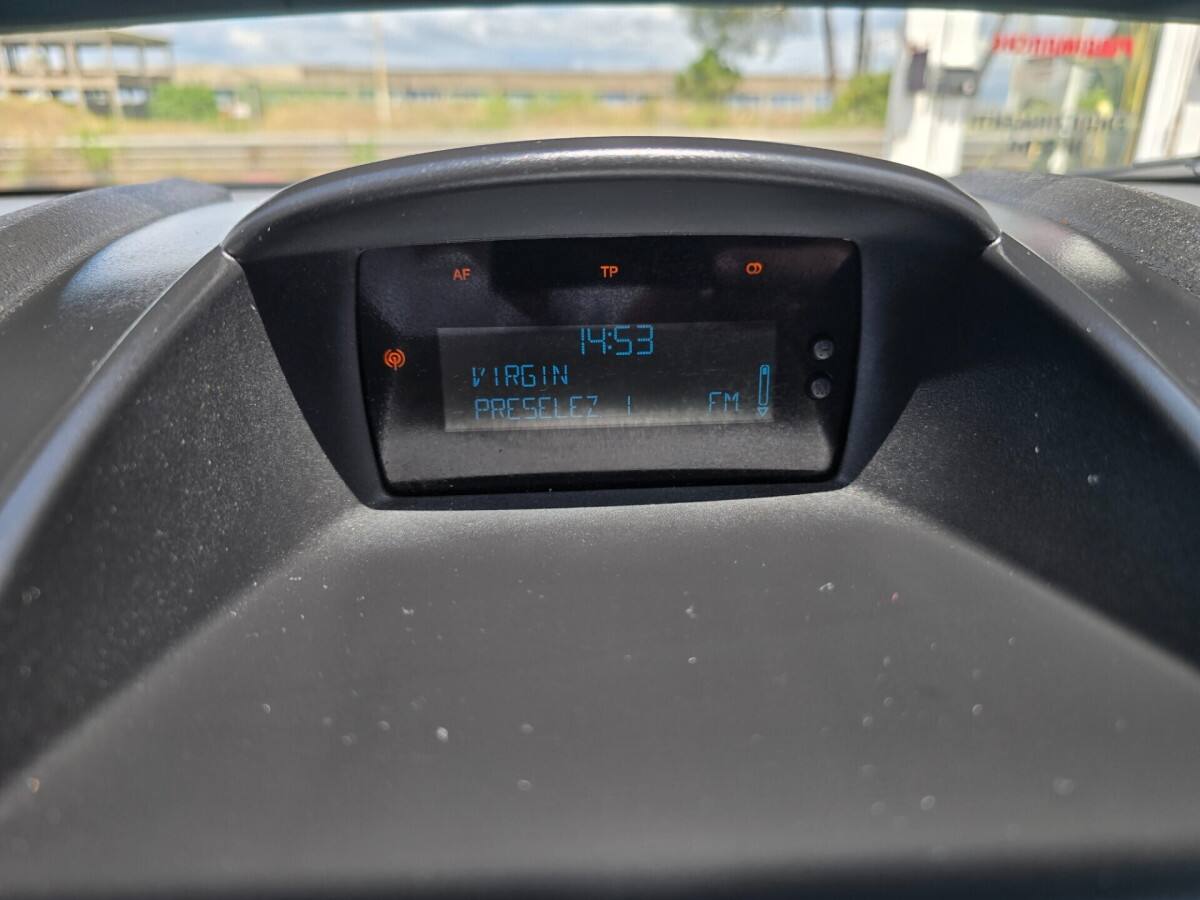 AF TP
14:53
VIRGIN
PRESELEZ 1 FM